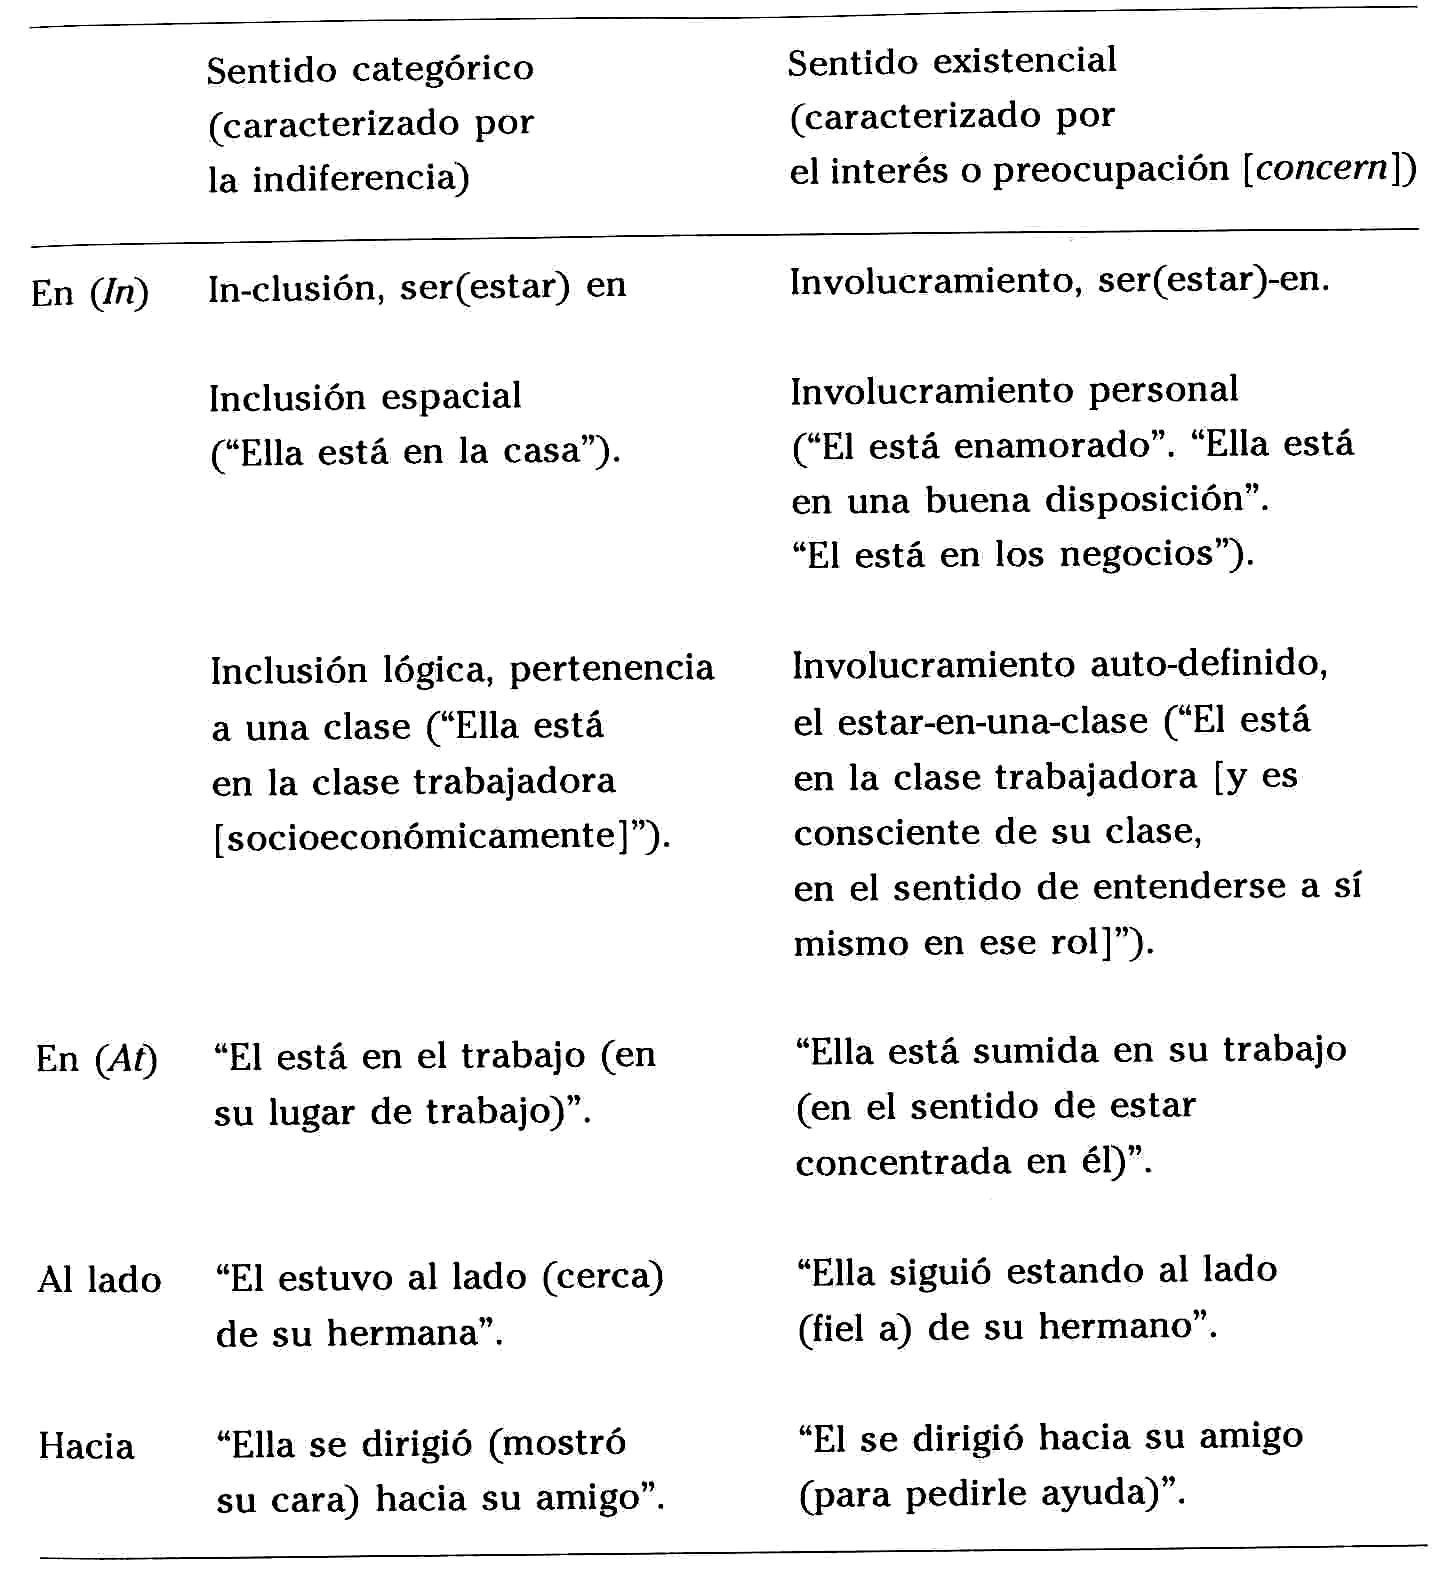 Sentido categórico
(caracterizado por
la indiferencia)
Sentido existencial
(caracterizado por
el interés o preocupación [concern])
En (In)
In-clusión, ser(estar) en
Involucramiento, ser(estar)-en.
Inclusión espacial
(“Ella está en la casa”).
Involucramiento personal
(“El está enamorado”. “Ella está
en una buena disposición”.
“El está en los negocios”).
Inclusión lógica, pertenencia
a una clase (“Ella está
en la clase trabajadora
[socioeconómicamente]”).
Involucramiento auto-definido,
el estar-en-una-clase (“El está
en la clase trabajadora [y es
consciente de su clase,
en el sentido de entenderse a sí
mismo en ese rol]”).
En (At)
“El está en el trabajo (en
su lugar de trabajo)”.
“Ella está sumida en su trabajo
(en el sentido de estar
concentrada en él)”.
Al lado
“El estuvo al lado (cerca)
de su hermana”.
“Ella siguió estando al lado
(fiel a) de su hermano”.
Hacia
“Ella se dirigió (mostró
su cara) hacia su amigo”.
“El se dirigió hacia su amigo
(para pedirle ayuda)”.